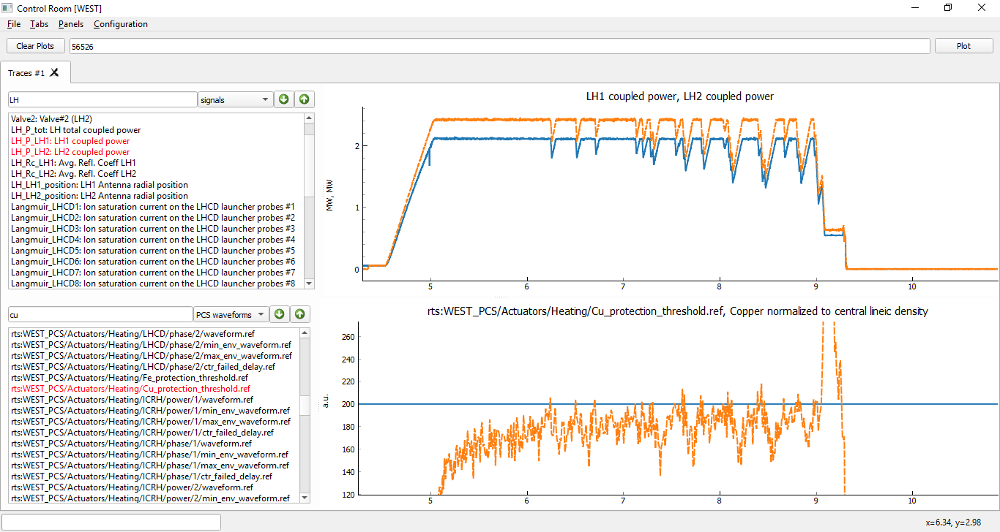 Control Room [WEST]
File Tabs Panels Configuration
Clear Plots 56526 Plot
Traces #1
LH signals
Valve2: Valve#2 (LH2)
LH_P_tot: LH total coupled power
LH_P_LH1: LH1 coupled power
LH_P_LH2: LH2 coupled power
LH_Rc_LH1: Avg. Refl. Coeff LH1
LH_Rc_LH2: Avg. Refl. Coeff LH2
LH_LH1_position: LH1 Antenna radial position
LH_LH2_position: LH2 Antenna radial position
Langmuir_LHCD1: Ion saturation current on the LHCD launcher probes #1
Langmuir_LHCD2: Ion saturation current on the LHCD launcher probes #2
Langmuir_LHCD3: Ion saturation current on the LHCD launcher probes #3
Langmuir_LHCD4: Ion saturation current on the LHCD launcher probes #4
Langmuir_LHCD5: Ion saturation current on the LHCD launcher probes #5
Langmuir_LHCD6: Ion saturation current on the LHCD launcher probes #6
Langmuir_LHCD7: Ion saturation current on the LHCD launcher probes #7
Langmuir_LHCD8: Ion saturation current on the LHCD launcher probes #8
LH1 coupled power, LH2 coupled power
MW, MW
2
1
0
5 6 7 8 9 10
cu PCS waveforms
rts:WEST_PCS/Actuators/Heating/LHCD/phase/2/waveform.ref
rts:WEST_PCS/Actuators/Heating/LHCD/phase/2/min_env_waveform.ref
rts:WEST_PCS/Actuators/Heating/LHCD/phase/2/max_env_waveform.ref
rts:WEST_PCS/Actuators/Heating/LHCD/phase/2/ctr_failed_delay.ref
rts:WEST_PCS/Actuators/Heating/Fe_protection_threshold.ref
rts:WEST_PCS/Actuators/Heating/Cu_protection_threshold.ref
rts:WEST_PCS/Actuators/Heating/ICRH/power/1/waveform.ref
rts:WEST_PCS/Actuators/Heating/ICRH/power/1/min_env_waveform.ref
rts:WEST_PCS/Actuators/Heating/ICRH/power/1/max_env_waveform.ref
rts:WEST_PCS/Actuators/Heating/ICRH/power/1/ctr_failed_delay.ref
rts:WEST_PCS/Actuators/Heating/ICRH/phase/1/waveform.ref
rts:WEST_PCS/Actuators/Heating/ICRH/phase/1/min_env_waveform.ref
rts:WEST_PCS/Actuators/Heating/ICRH/phase/1/max_env_waveform.ref
rts:WEST_PCS/Actuators/Heating/ICRH/phase/1/ctr_failed_delay.ref
rts:WEST_PCS/Actuators/Heating/ICRH/power/2/waveform.ref
rts:WEST_PCS/Actuators/Heating/ICRH/power/2/min_env_waveform.ref
rts:WEST_PCS/Actuators/Heating/Cu_protection_threshold.ref, Copper normalized to central lineic density
a.u.
260
240
220
200
180
160
140
120
5 6 7 8 9 10
x=6.34, y=2.98